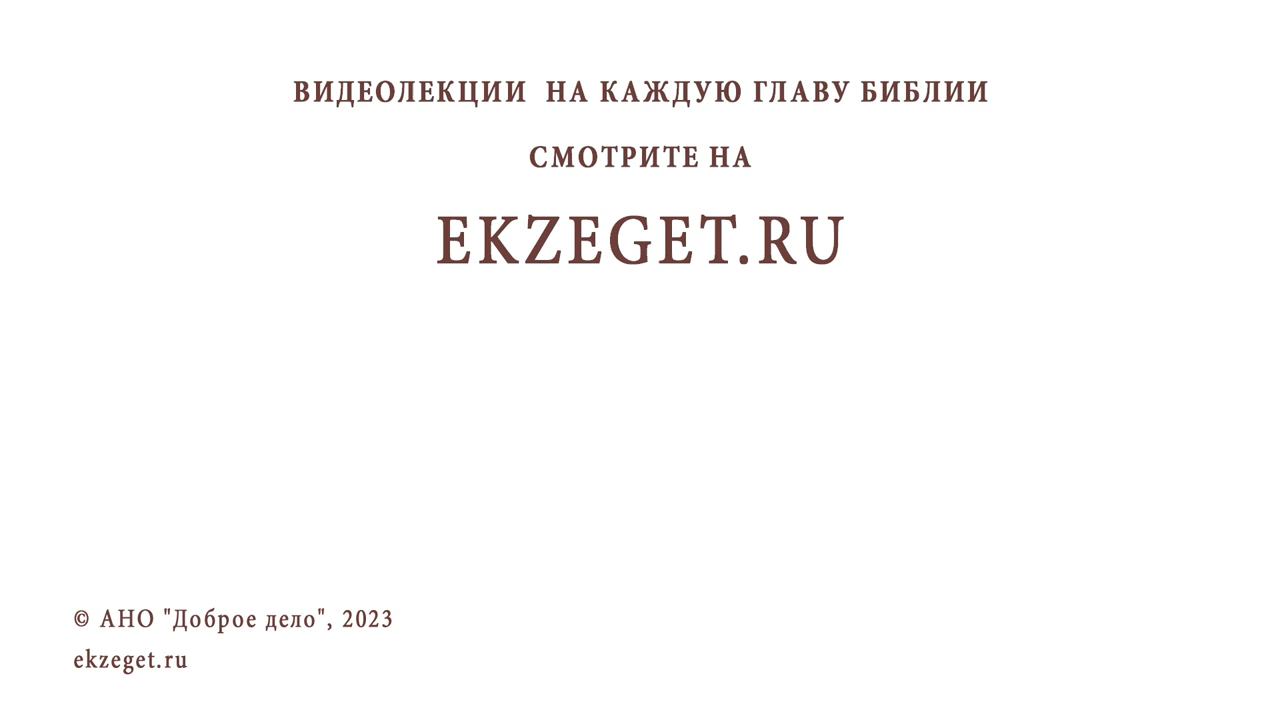 ВИДЕОЛЕКЦИИ НА КАЖДУЮ ГЛАВУ БИБЛИИ
СМОТРИТЕ НА
EKZEGET.RU
© АНО "Доброе дело", 2023
ekzeget.ru